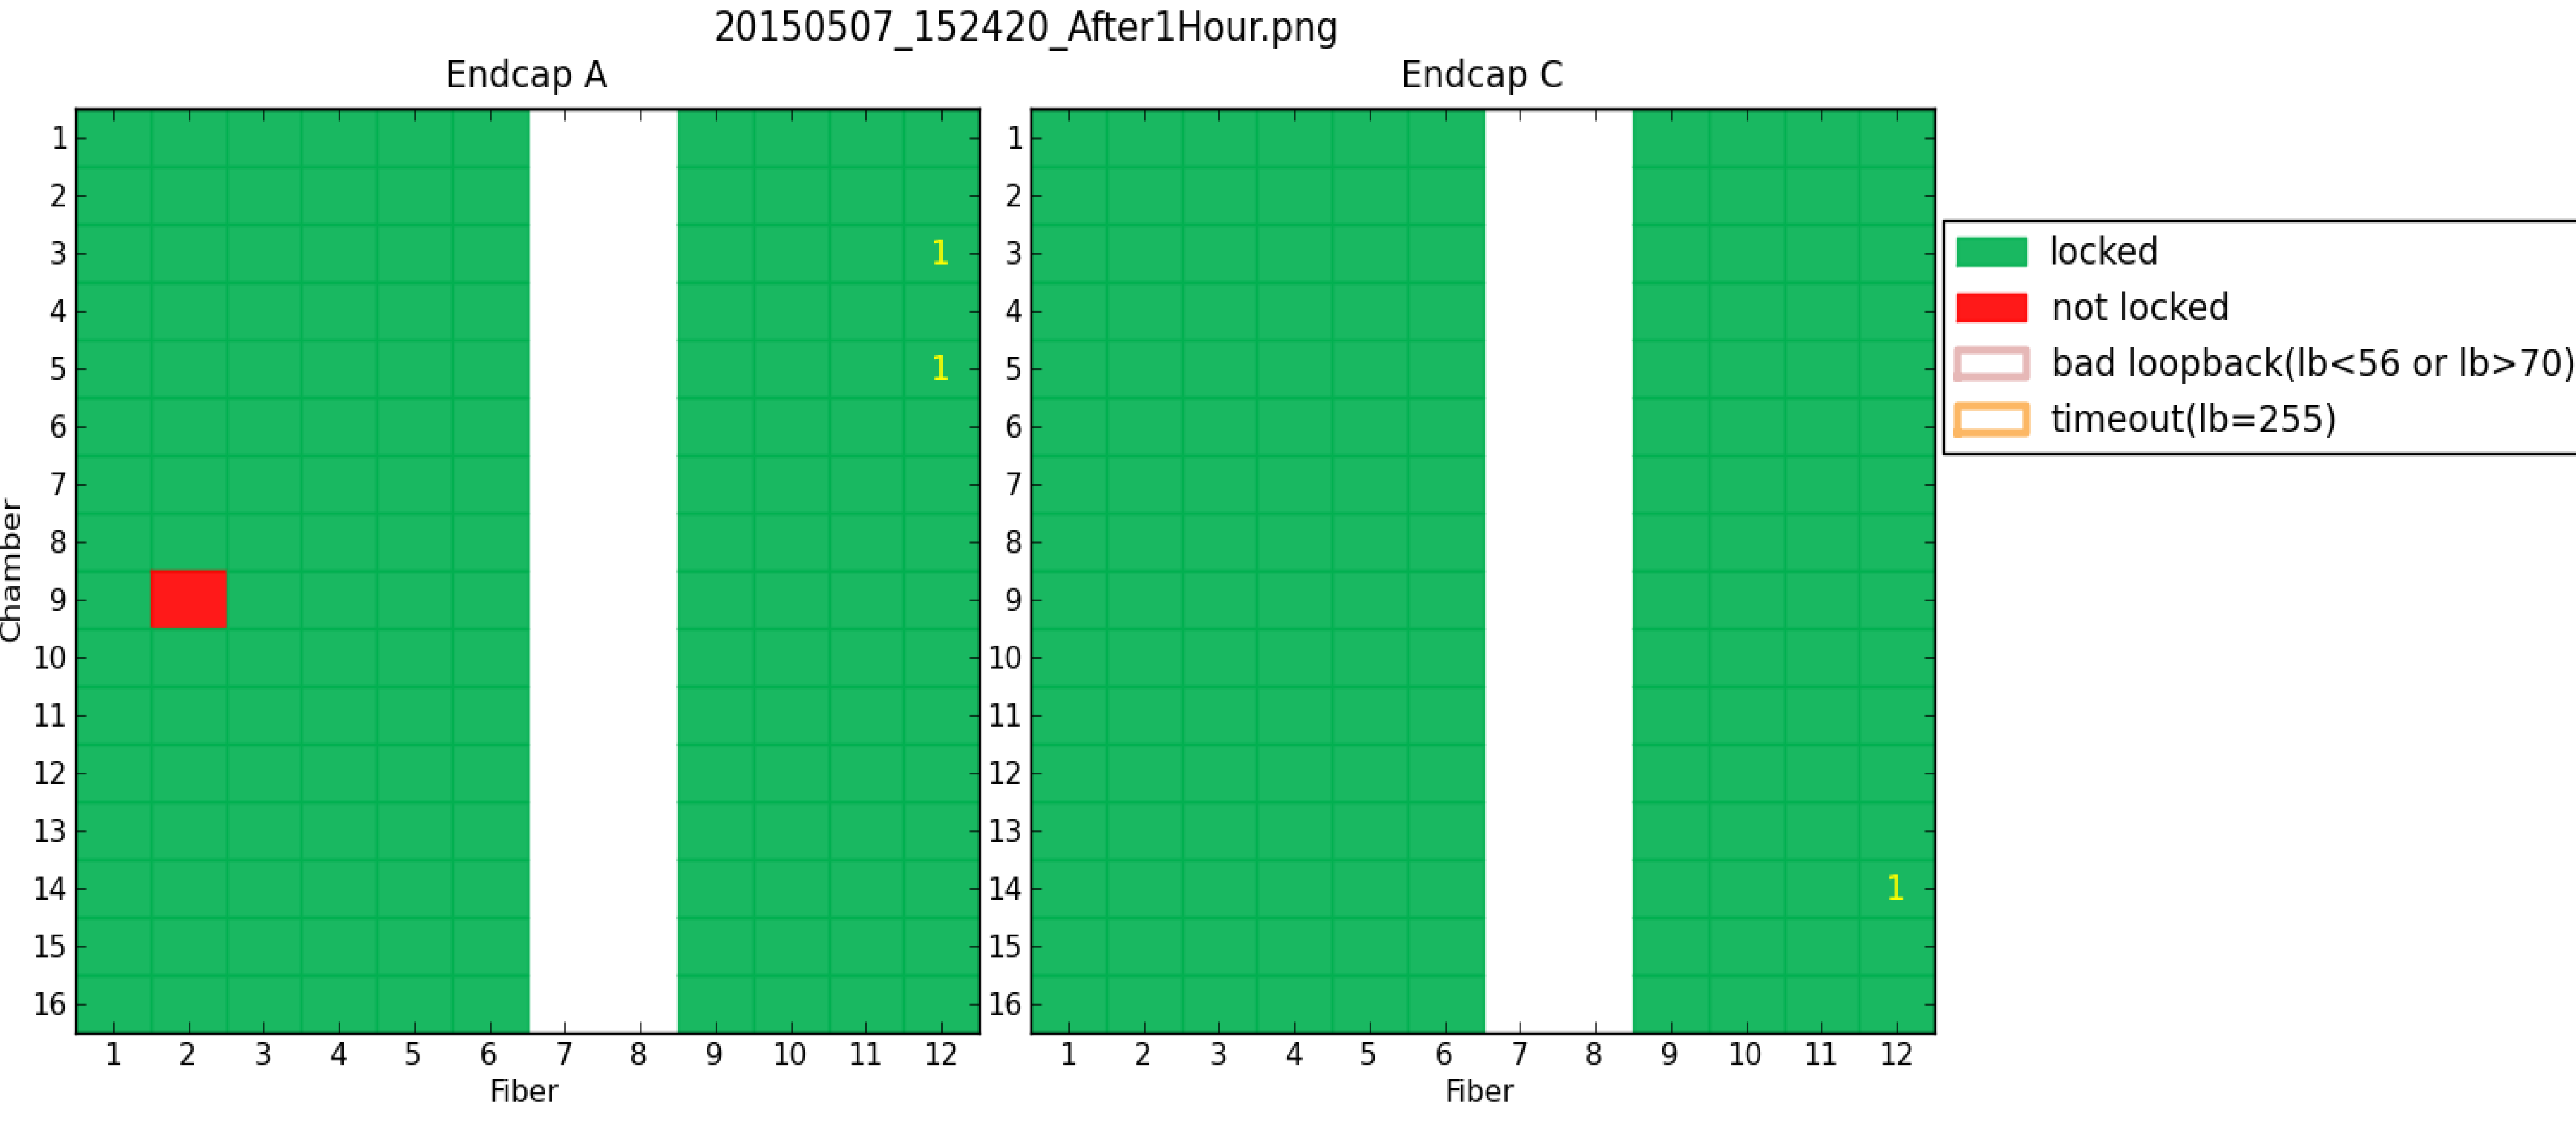 20150507_152420_After1Hour.png
Endcap A
Endcap C
Chamber
1
2
3
4
5
6
7
8
9
10
11
12
13
14
15
16
1
1
1 2 3 4 5 6 7 8 9 10 11 12
Fiber
1
2
3
4
5
6
7
8
9
10
11
12
13
14
15
16
1
1 2 3 4 5 6 7 8 9 10 11 12
Fiber
locked
not locked
bad loopback(lb<56 or lb>70)
timeout(lb=255)